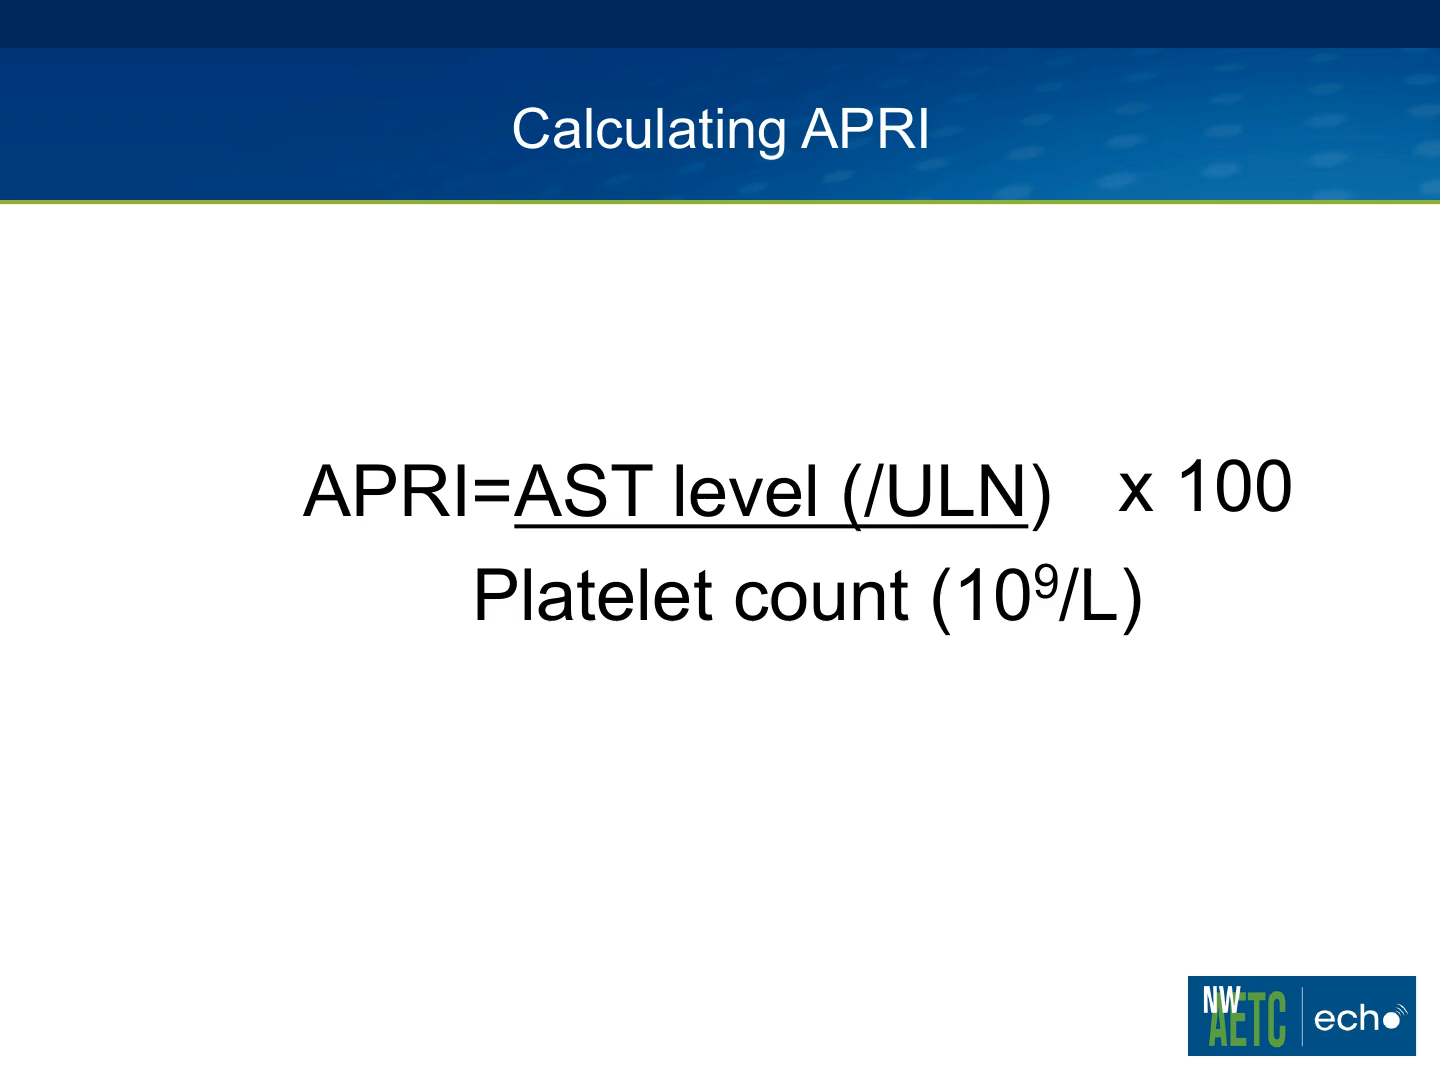 Calculating APRI
APRI=AST level (/ULN) x 100
Platelet count (10⁹/L)
NW AETC echo